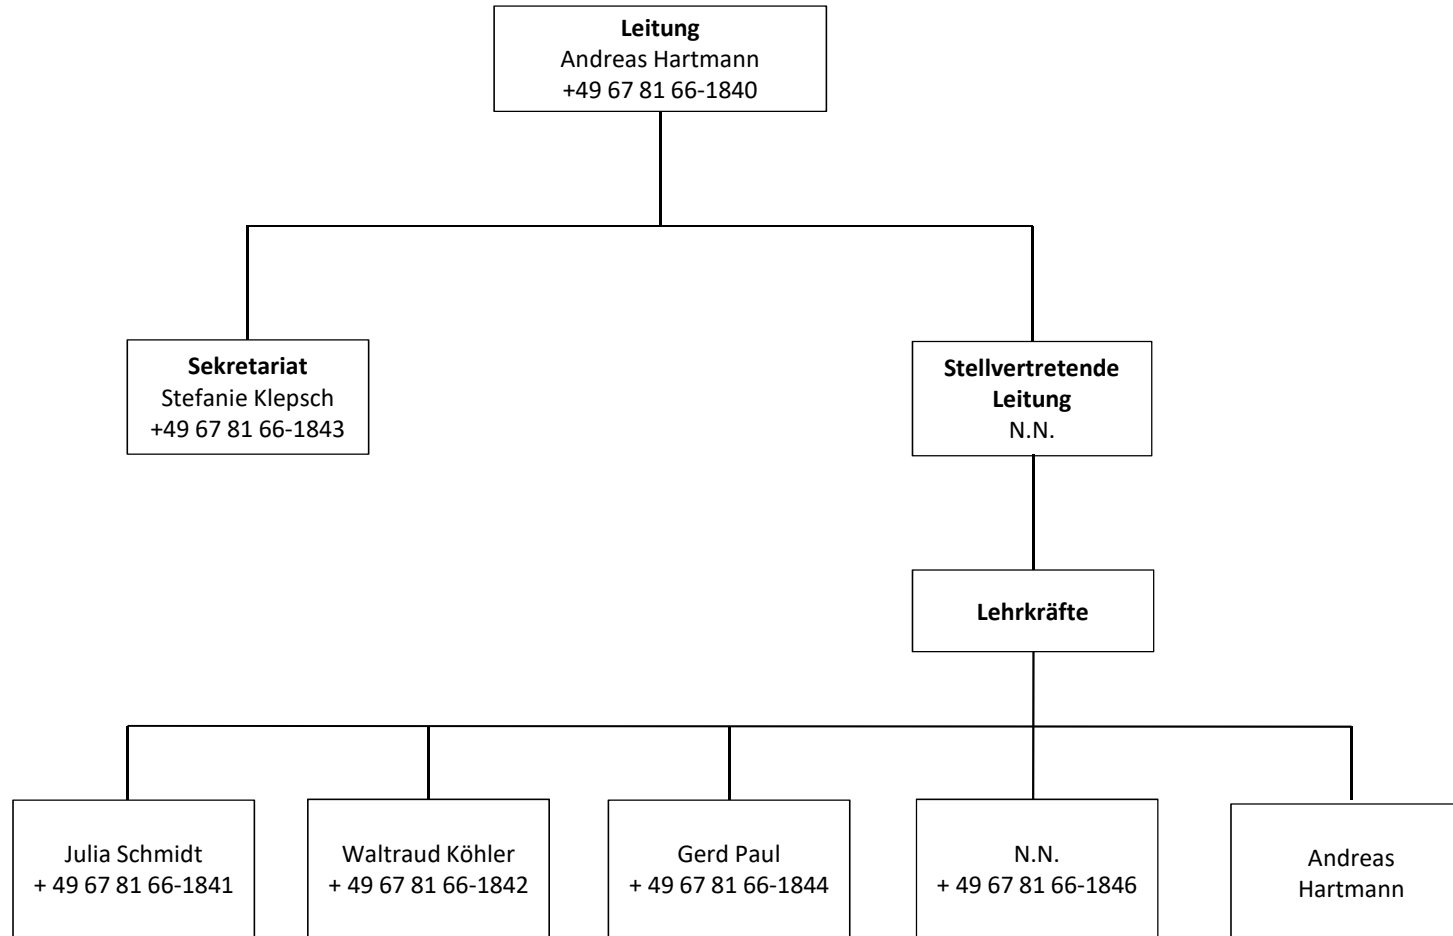 Leitung
Andreas Hartmann
+49 67 81 66-1840
Sekretariat
Stefanie Klepsch
+49 67 81 66-1843
Stellvertretende
Leitung
N.N.
Lehrkräfte
Julia Schmidt
+ 49 67 81 66-1841
Waltraud Köhler
+ 49 67 81 66-1842
Gerd Paul
+ 49 67 81 66-1844
N.N.
+ 49 67 81 66-1846
Andreas
Hartmann